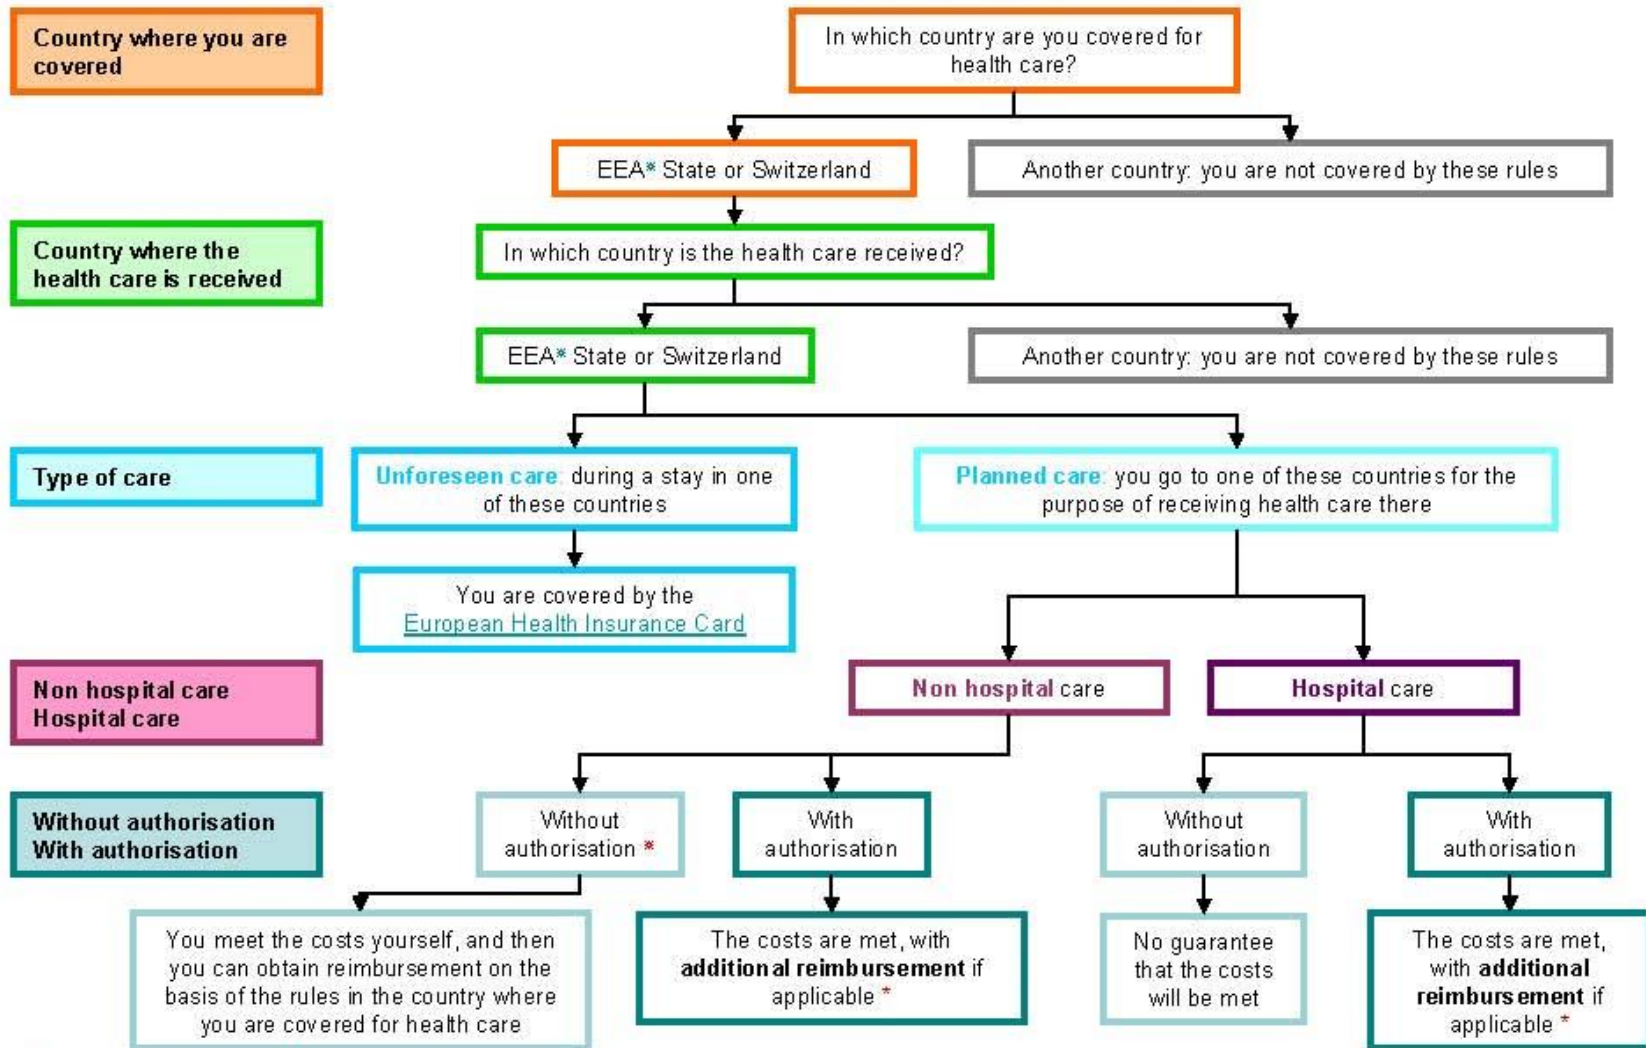 Country where you are
covered
In which country are you covered for
health care?
EEA* State or Switzerland
Another country: you are not covered by these rules
Country where the
health care is received
In which country is the health care received?
EEA* State or Switzerland
Another country: you are not covered by these rules
Type of care
Unforeseen care: during a stay in one
of these countries
Planned care: you go to one of these countries for the
purpose of receiving health care there
You are covered by the
European Health Insurance Card
Non hospital care
Hospital care
Non hospital care
Hospital care
Without authorisation
With authorisation
Without
authorisation *
With
authorisation
Without
authorisation
With
authorisation
You meet the costs yourself, and then
you can obtain reimbursement on the
basis of the rules in the country where
you are covered for health care
The costs are met, with
additional reimbursement if
applicable *
No guarantee
that the costs
will be met
The costs are met,
with additional
reimbursement if
applicable *